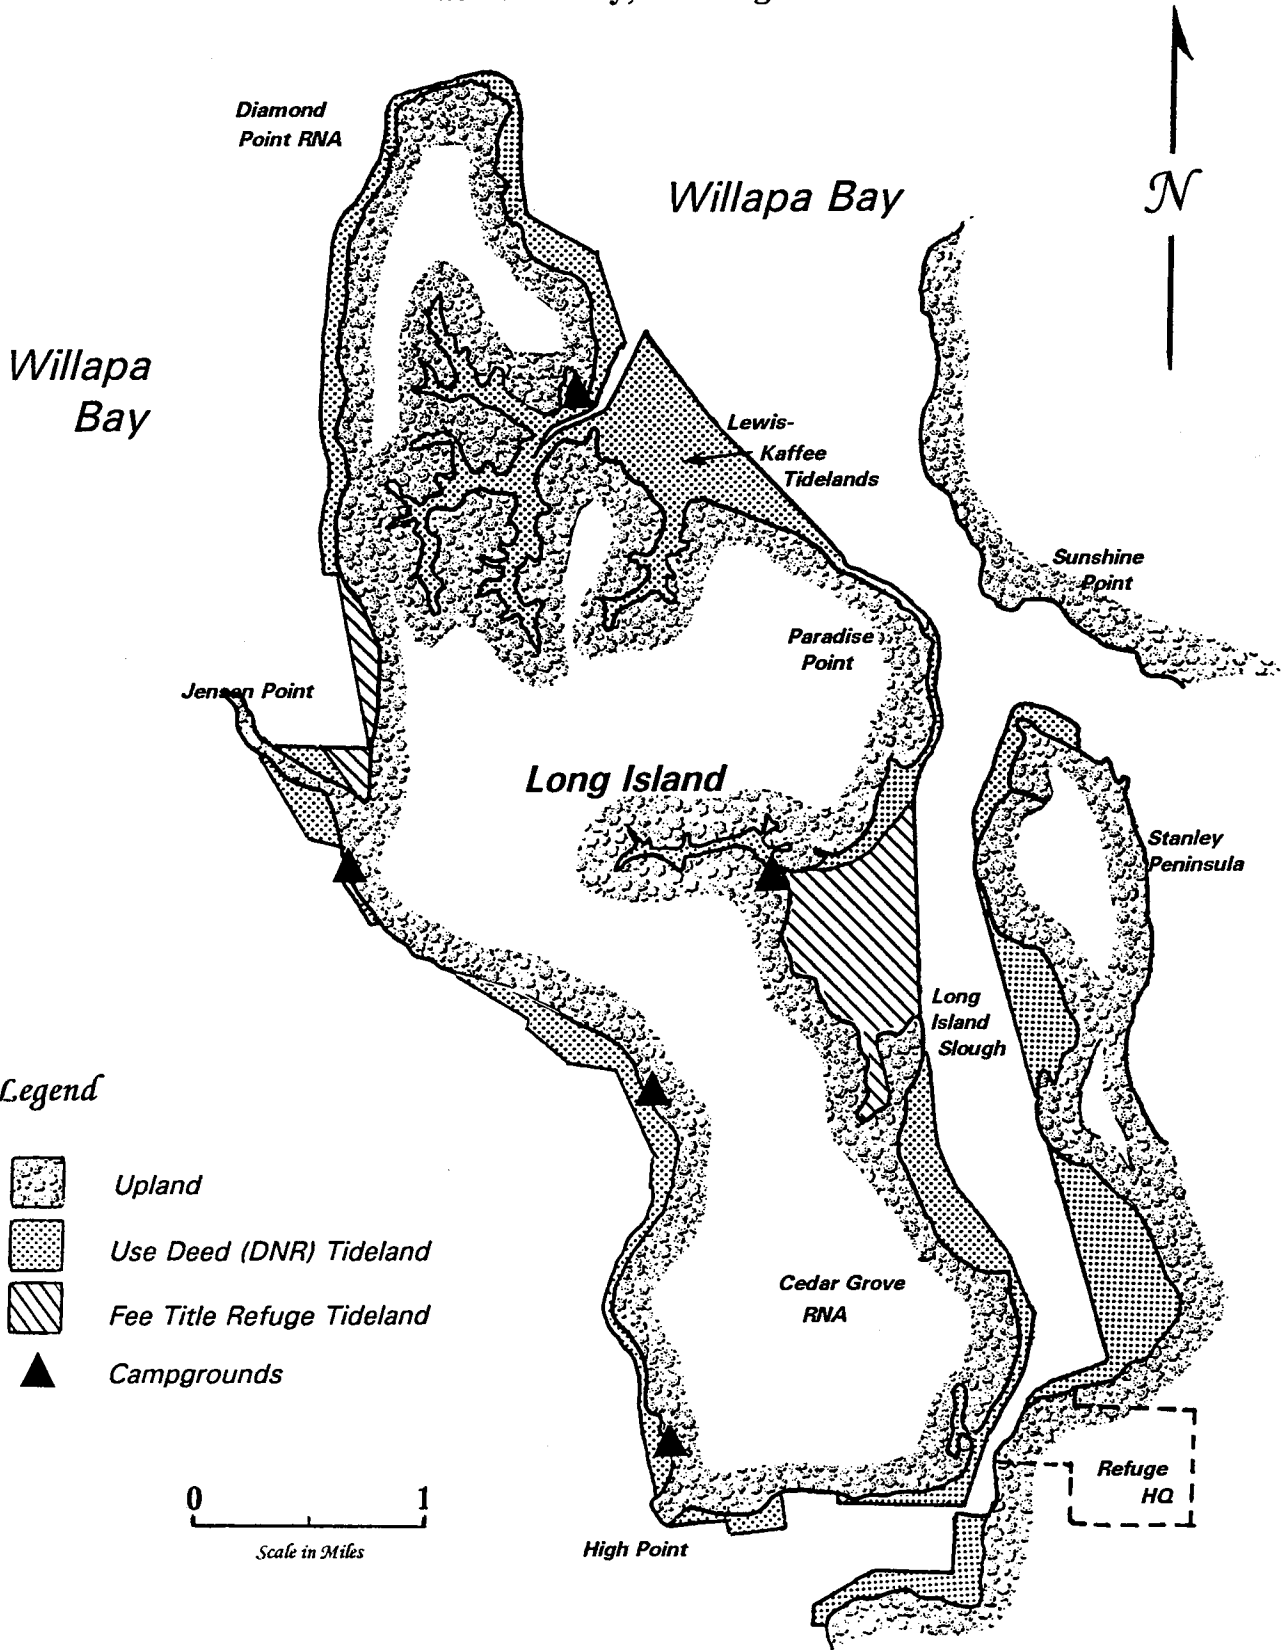 Diamond
Point RNA
Willapa Bay
N
Willapa
Bay
Lewis-
Kaffee
Tidelands
Sunshine
Point
Paradise
Point
Jensen Point
Long Island
Stanley
Peninsula
Long
Island
Slough
Legend
Upland
Use Deed (DNR) Tideland
Fee Title Refuge Tideland
Campgrounds
Cedar Grove
RNA
Refuge
HQ
0 1
Scale in Miles
High Point